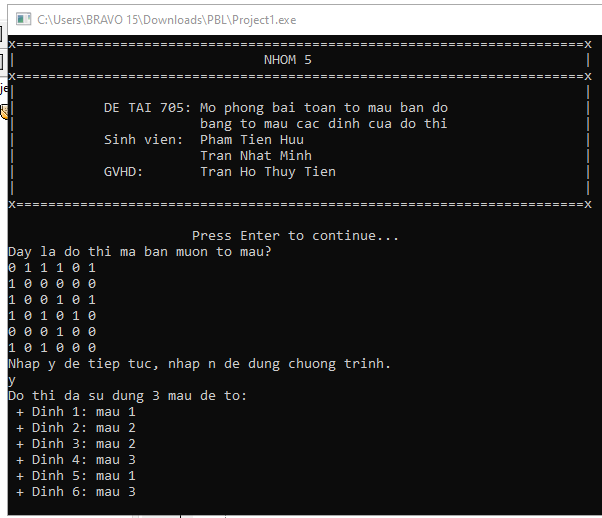 C:\Users\BRAVO 15\Downloads\PBL\Project1.exe
x=======================================================================x
| NHOM 5 |
x=======================================================================x
| DE TAI 705: Mo phong bai toan to mau ban do |
| bang to mau cac dinh cua do thi |
| Sinh vien: Pham Tien Huu |
| Tran Nhat Minh |
| GVHD: Tran Ho Thuy Tien |
x=======================================================================x
Press Enter to continue...
Day la do thi ma ban muon to mau?
0 1 1 1 0 1
1 0 0 0 0 0
1 0 0 1 0 1
1 0 1 0 1 0
0 0 0 1 0 0
1 0 1 0 0 0
Nhap y de tiep tuc, nhap n de dung chuong trinh.
y
Do thi da su dung 3 mau de to:
+ Dinh 1: mau 1
+ Dinh 2: mau 2
+ Dinh 3: mau 2
+ Dinh 4: mau 3
+ Dinh 5: mau 1
+ Dinh 6: mau 3